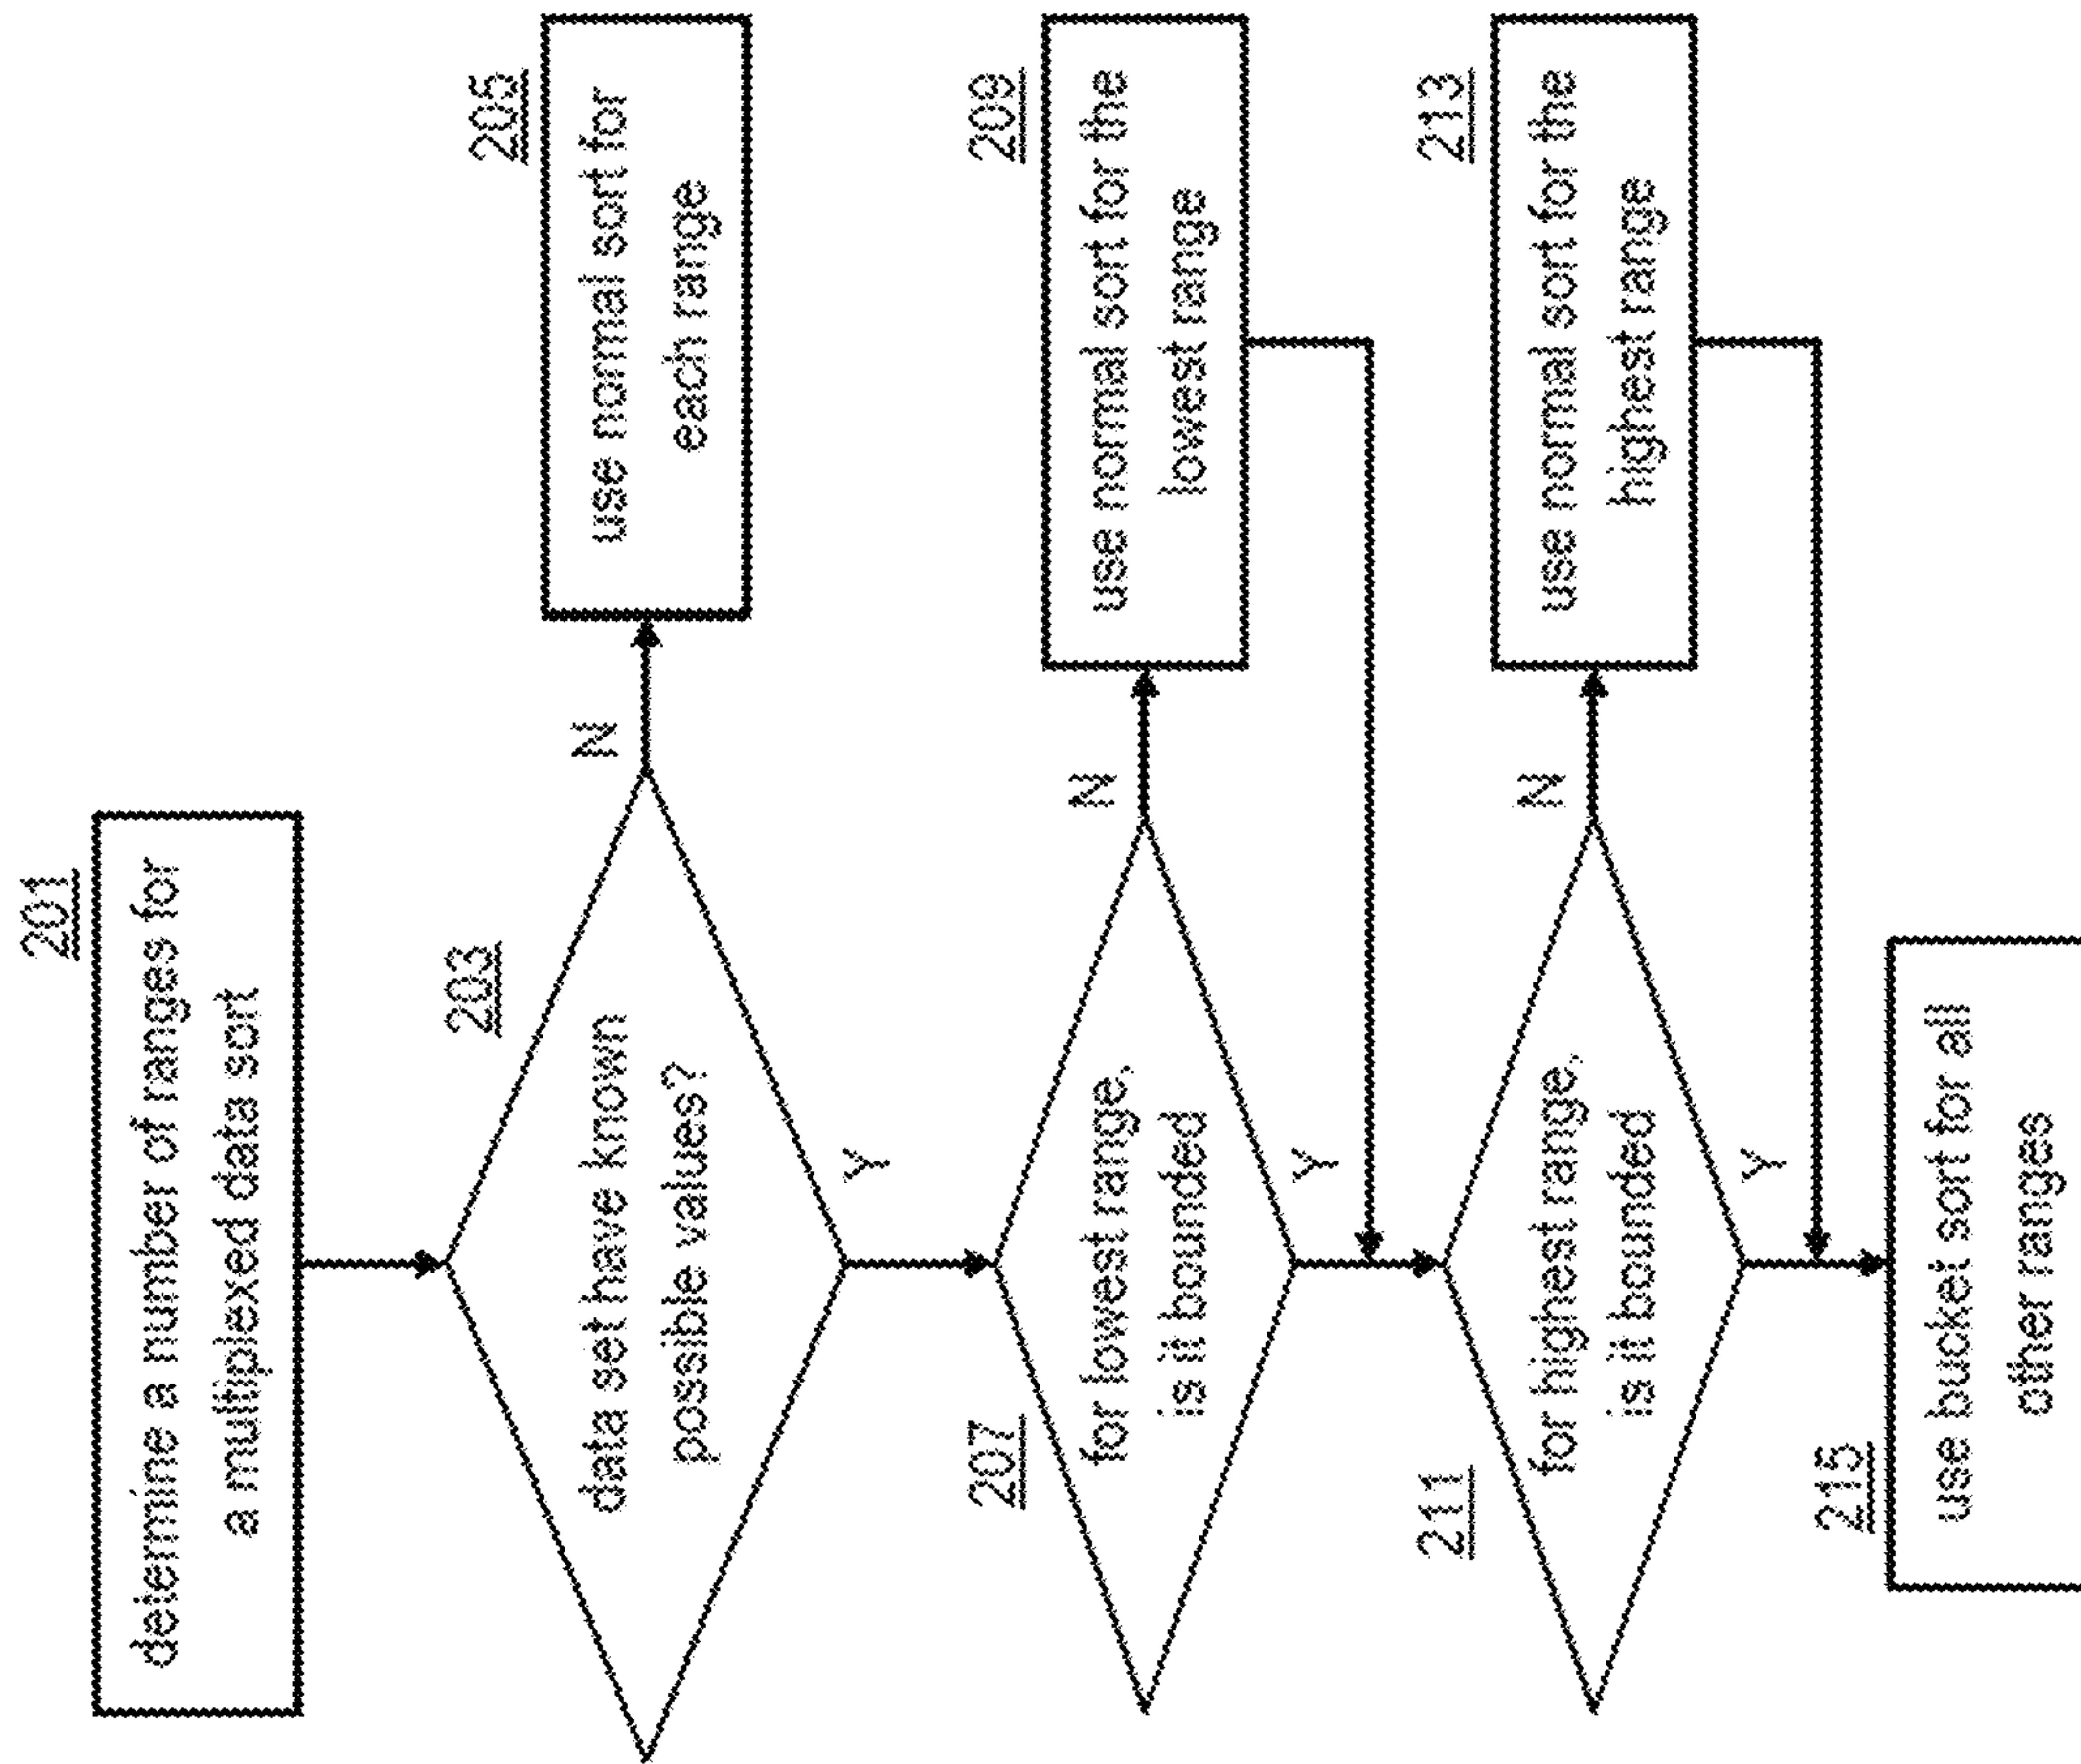 201
determine a number of ranges for
a multiplexed data sort
203
data set have known
possible values?
N
205
use normal sort for
each range
Y
207
for lowest range,
is it bounded
N
209
use normal sort for the
lowest range
Y
211
for highest range,
is it bounded
N
213
use normal sort for the
highest range
Y
215
use bucket sort for all
other ranges